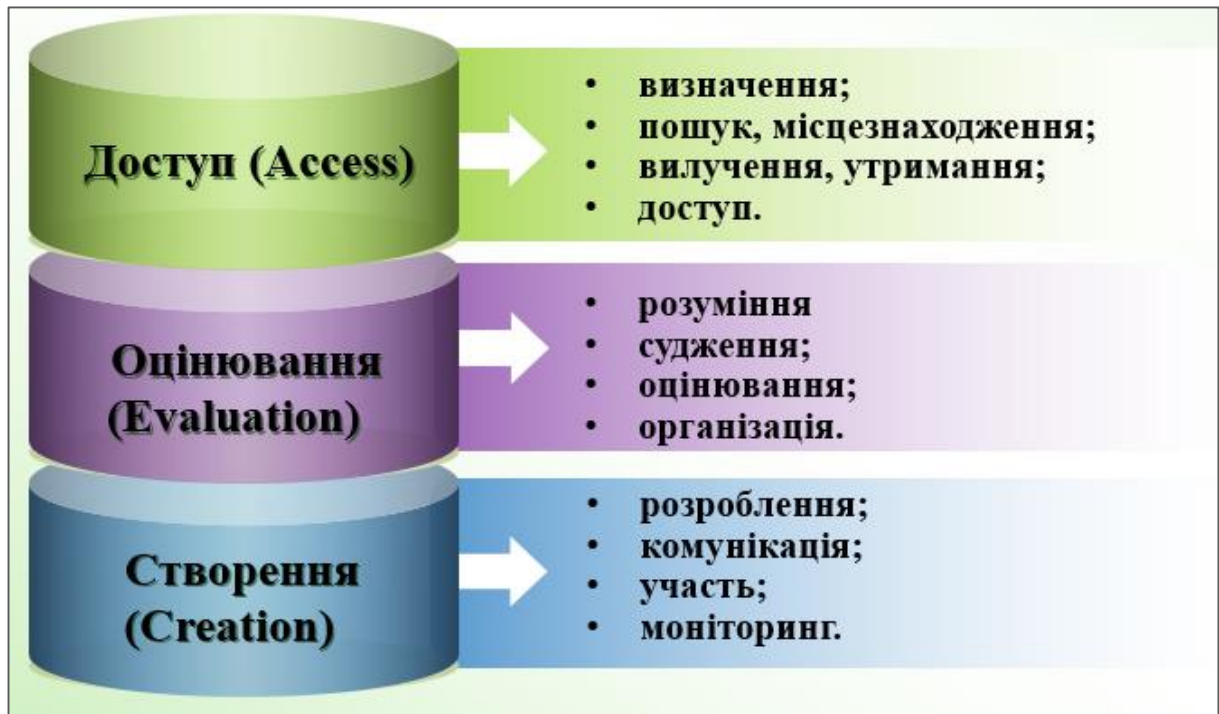 Доступ (Access)
• визначення;
• пошук, місцезнаходження;
• вилучення, утримання;
• доступ.
Оцінювання
(Evaluation)
• розуміння
• судження;
• оцінювання;
• організація.
Створення
(Creation)
• розроблення;
• комунікація;
• участь;
• моніторинг.